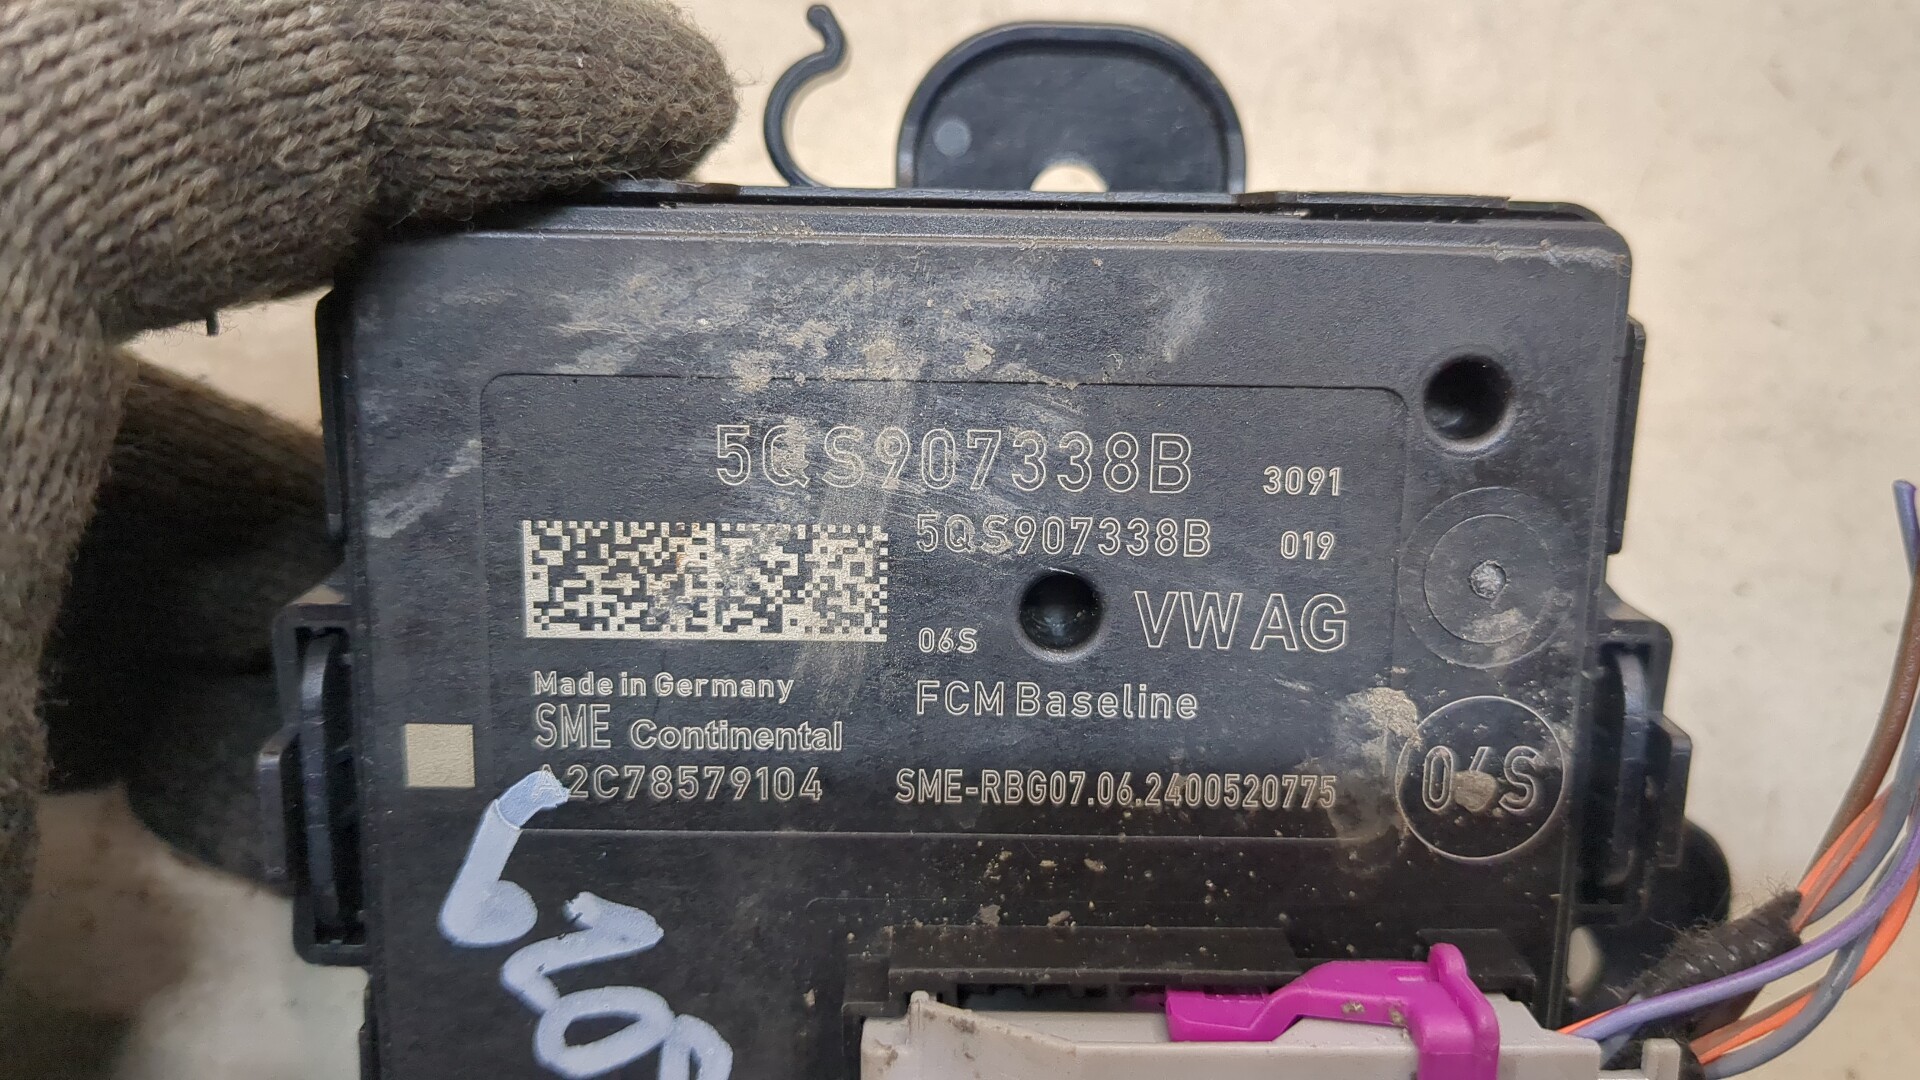 5QS907338B 3091
5QS907338B 019
06S VW AG
Made in Germany
FCM Baseline
SME Continental
A2C78579104 SME-RBG07.06.2400520775
06S